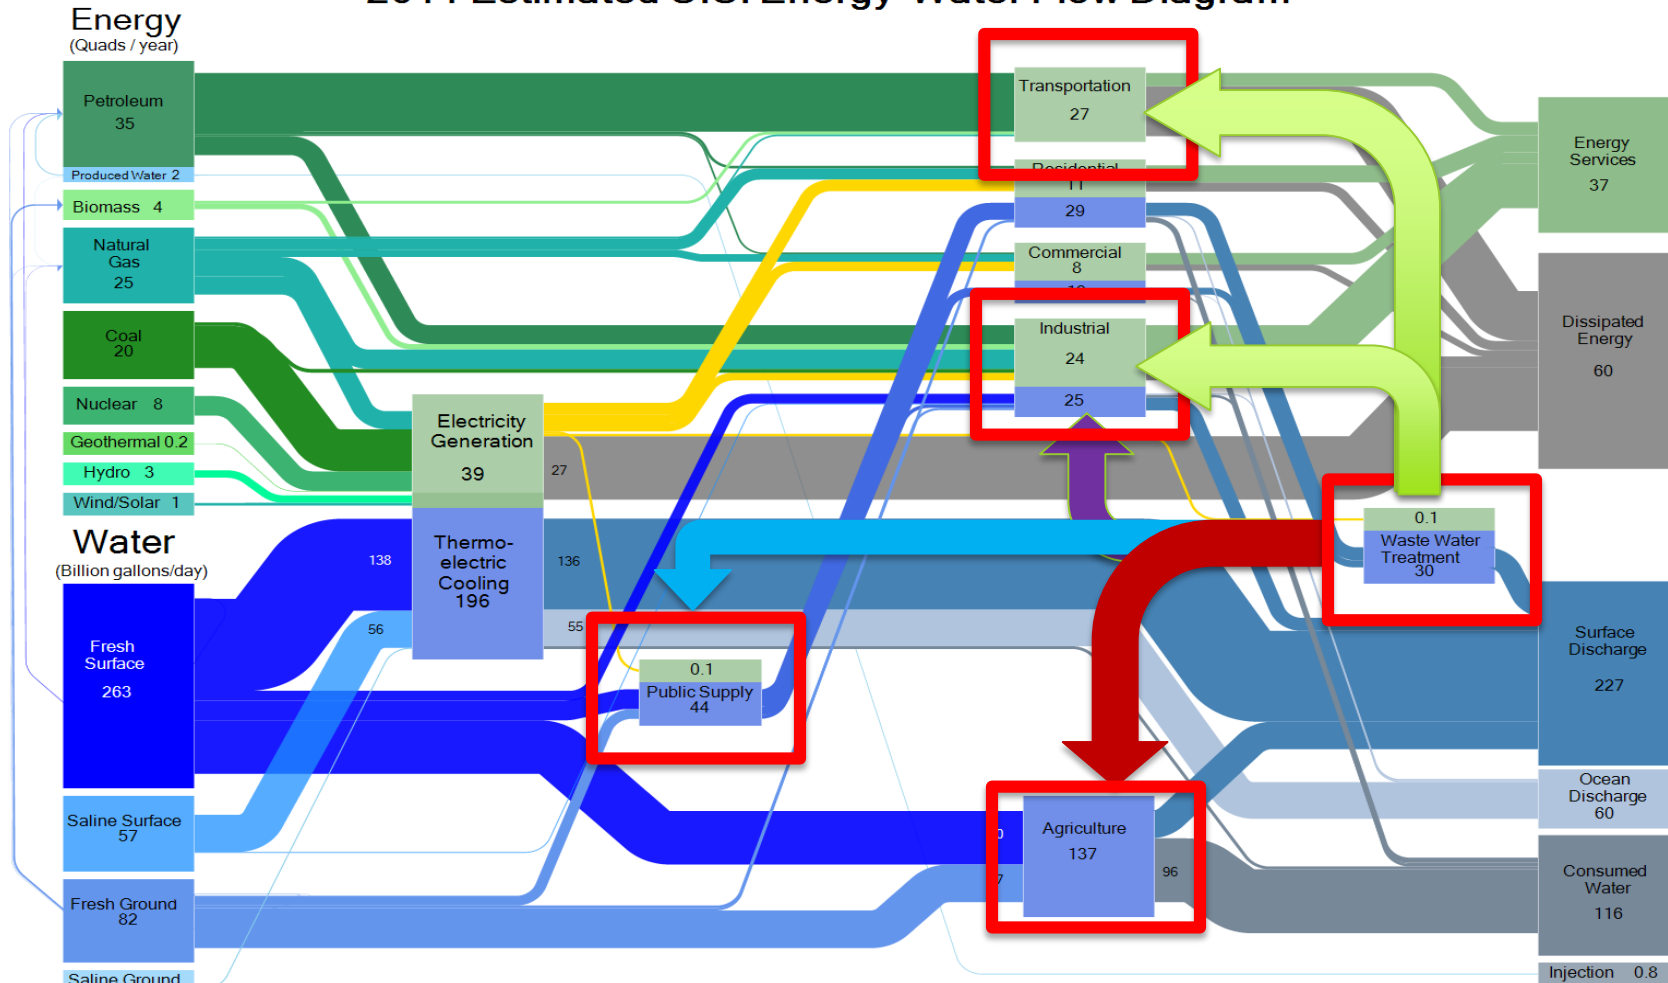 Energy
(Quads / year)
Petroleum
35
Produced Water 2
Biomass 4
Natural
Gas
25
Coal
20
Nuclear 8
Geothermal 0.2
Hydro 3
Wind/Solar 1
Water
(Billion gallons/day)
Fresh
Surface
263
Saline Surface
57
Fresh Ground
82
Saline Ground
Electricity
Generation
39
27
Thermo-
electric
Cooling
196
138
56
136
55
0.1
Public Supply
44
Transportation
27
11
29
Commercial
8
Industrial
24
25
0.1
Waste Water
Treatment
30
Agriculture
137
96
Energy
Services
37
Dissipated
Energy
60
Surface
Discharge
227
Ocean
Discharge
60
Consumed
Water
116
Injection 0.8